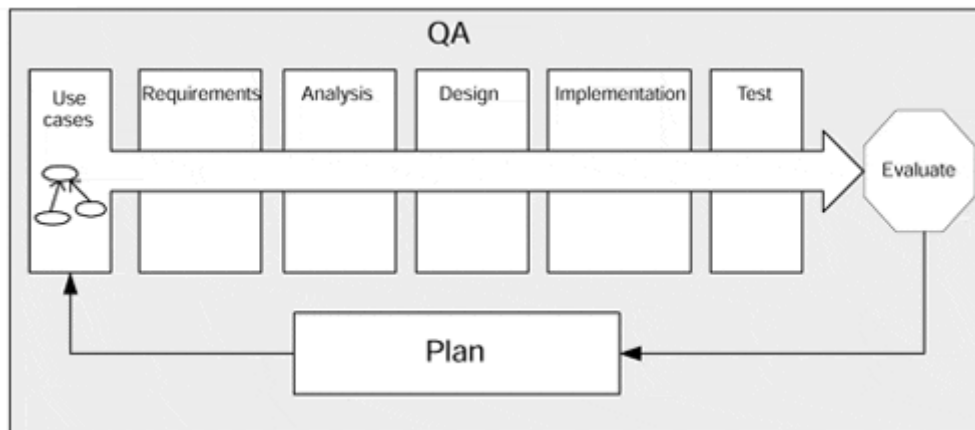 QA
Use
cases
Requirements
Analysis
Design
Implementation
Test
Evaluate
Plan